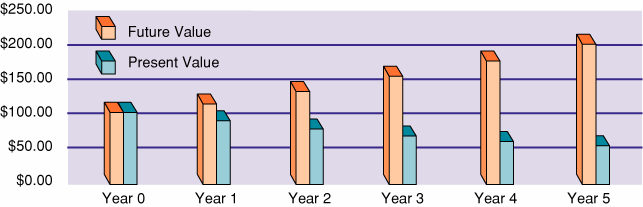 $250.00
Future Value
$200.00
Present Value
$150.00
$100.00
$50.00
$0.00
Year 0 Year 1 Year 2 Year 3 Year 4 Year 5